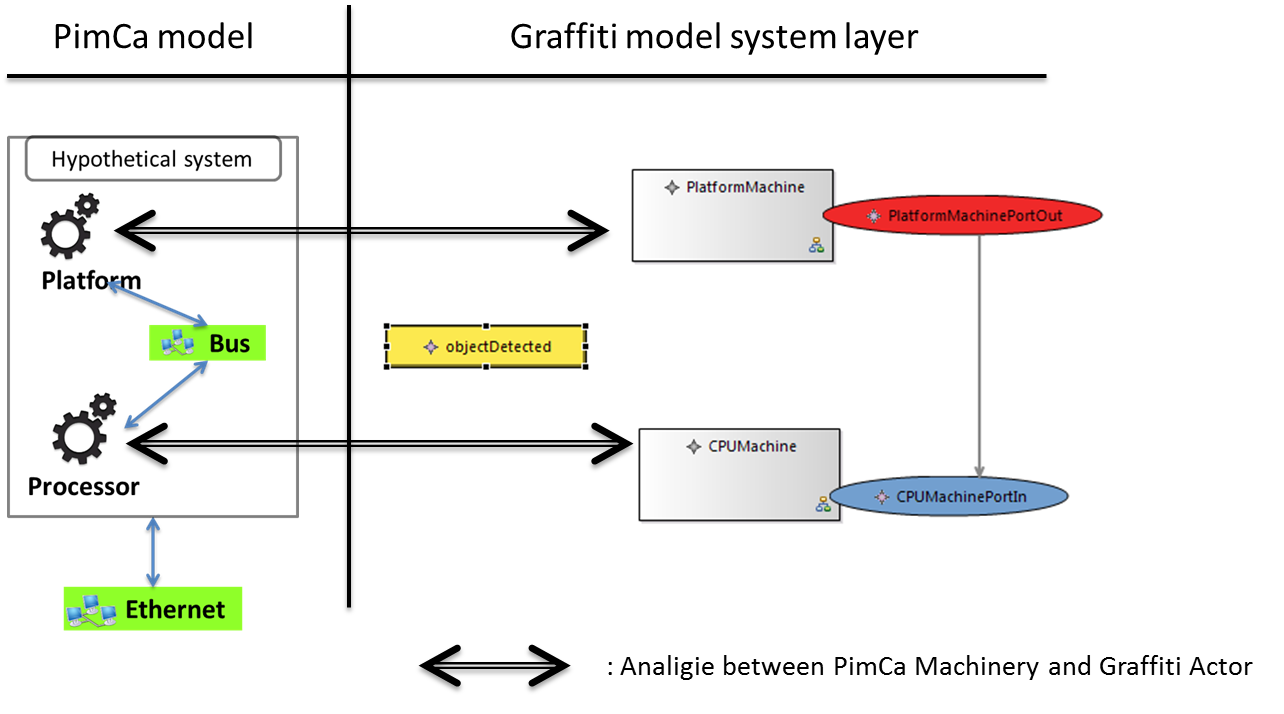 PimCa model
Graffiti model system layer
Hypothetical system
Platform
Bus
Processor
Ethernet
PlatformMachine
PlatformMachinePortOut
objectDetected
CPUMachine
CPUMachinePortIn
: Analigie between PimCa Machinery and Graffiti Actor